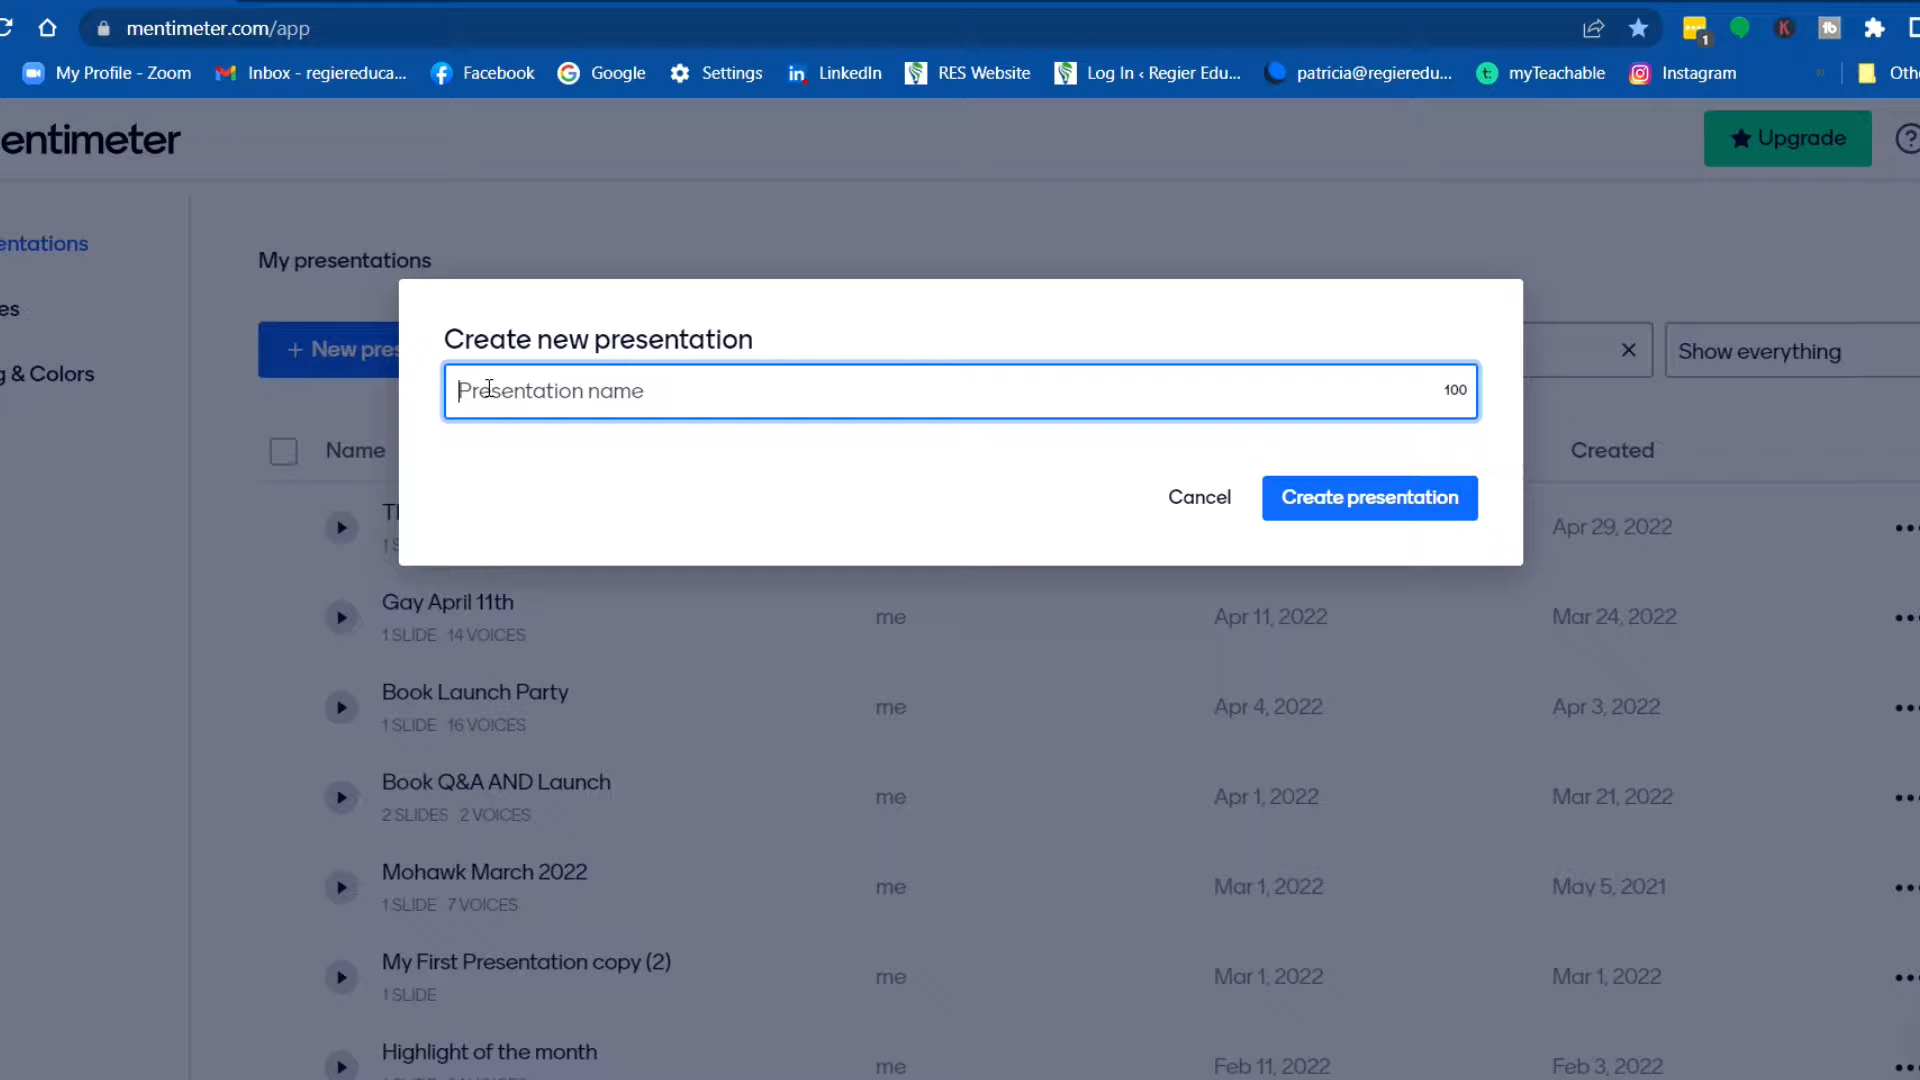 mentimeter.com/app
1
My Profile - Zoom
Inbox - regiereduca...
Facebook
Google
Settings
LinkedIn
RES Website
Log In ‹ Regier Edu...
patricia@regieredu...
myTeachable
Instagram
Othe
entimeter
Upgrade
entations
es
g & Colors
My presentations
+ New pres
Show everything
Create new presentation
Presentation name
100
Cancel
Create presentation
Name
Created
Apr 29, 2022
Gay April 11th
1 SLIDE 14 VOICES
me
Apr 11, 2022
Mar 24, 2022
Book Launch Party
1 SLIDE 16 VOICES
me
Apr 4, 2022
Apr 3, 2022
Book Q&A AND Launch
2 SLIDES 2 VOICES
me
Apr 1, 2022
Mar 21, 2022
Mohawk March 2022
1 SLIDE 7 VOICES
me
Mar 1, 2022
May 5, 2021
My First Presentation copy (2)
1 SLIDE
me
Mar 1, 2022
Mar 1, 2022
Highlight of the month
me
Feb 11, 2022
Feb 3, 2022